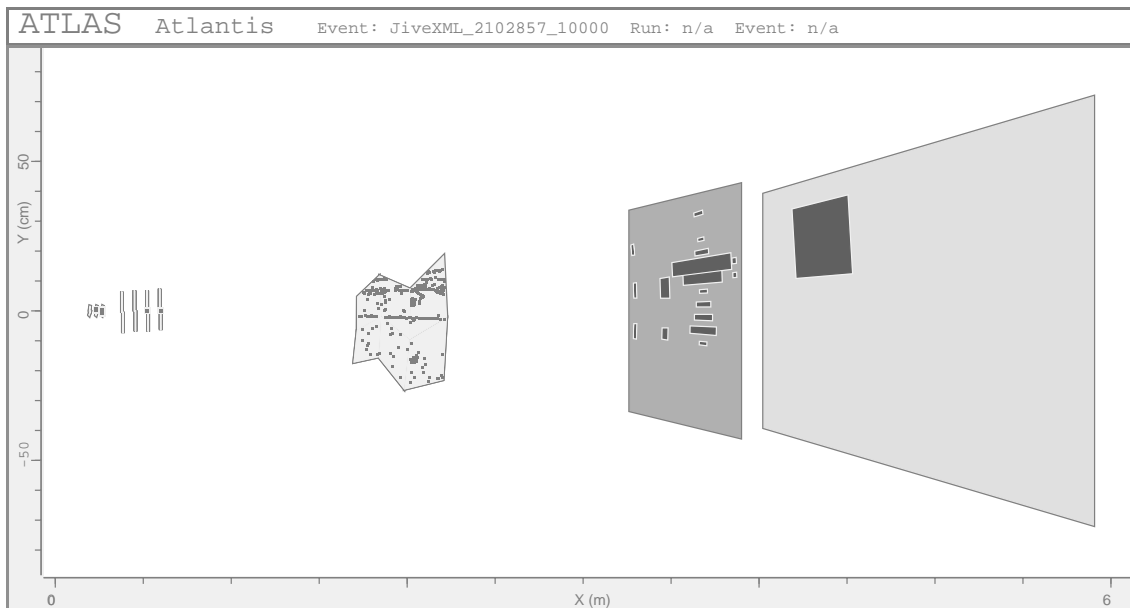 ATLAS Atlantis Event: JiveXML_2102857_10000 Run: n/a Event: n/a
50
Y (cm)
0
-50
0 X (m) 6